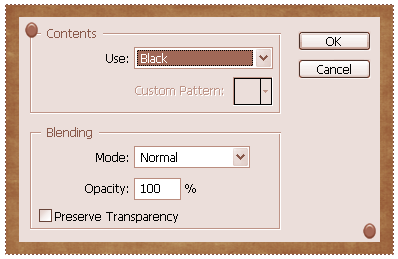 Contents
Use: Black
OK
Custom Pattern:
Cancel
Blending
Mode: Normal
Opacity: 100 %
Preserve Transparency